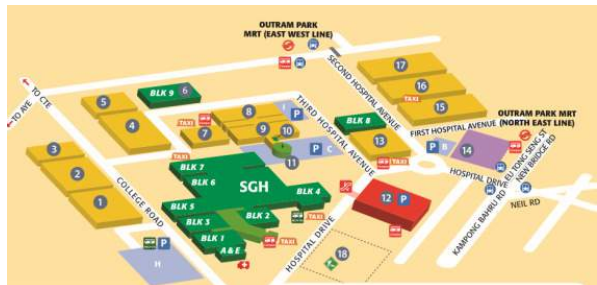 OUTRAM PARK
MRT (EAST WEST LINE)
TO CTE
TO AYE
BLK 9
6
5
4
3
2
1
TAXI
7
8
9
10
11
I
P
P
C
THIRD HOSPITAL AVENUE
SECOND HOSPITAL AVENUE
17
16
TAXI
15
BLK 8
13
TAXI
FIRST HOSPITAL AVENUE
OUTRAM PARK MRT
(NORTH EAST LINE)
P
B
14
HOSPITAL DRIVE
EU TONG SENG ST
NEW BRIDGE RD
NEIL RD
KAMPONG BAHRU RD
TAXI
BLK 7
BLK 6
SGH
BLK 4
BLK 5
BLK 3
BLK 2
BLK 1
A & E
TAXI
P
H
COLLEGE ROAD
12
P
HOSPITAL DRIVE
18